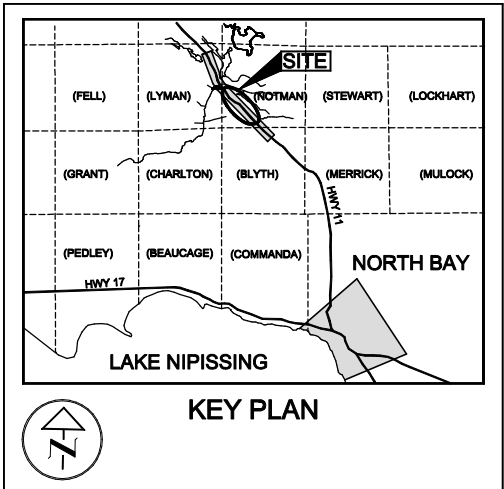 SITE
(FELL) (LYMAN) (NOTMAN) (STEWART) (LOCKHART)
(GRANT) (CHARLTON) (BLYTH) (MERRICK) (MULOCK)
HWY 11
(PEDLEY) (BEAUCAGE) (COMMANDA)
NORTH BAY
HWY 17
LAKE NIPISSING
KEY PLAN
N